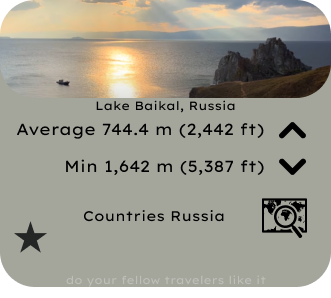 Lake Baikal, Russia
Average 744.4 m (2,442 ft)
Min 1,642 m (5,387 ft)
Countries Russia
do your fellow travelers like it